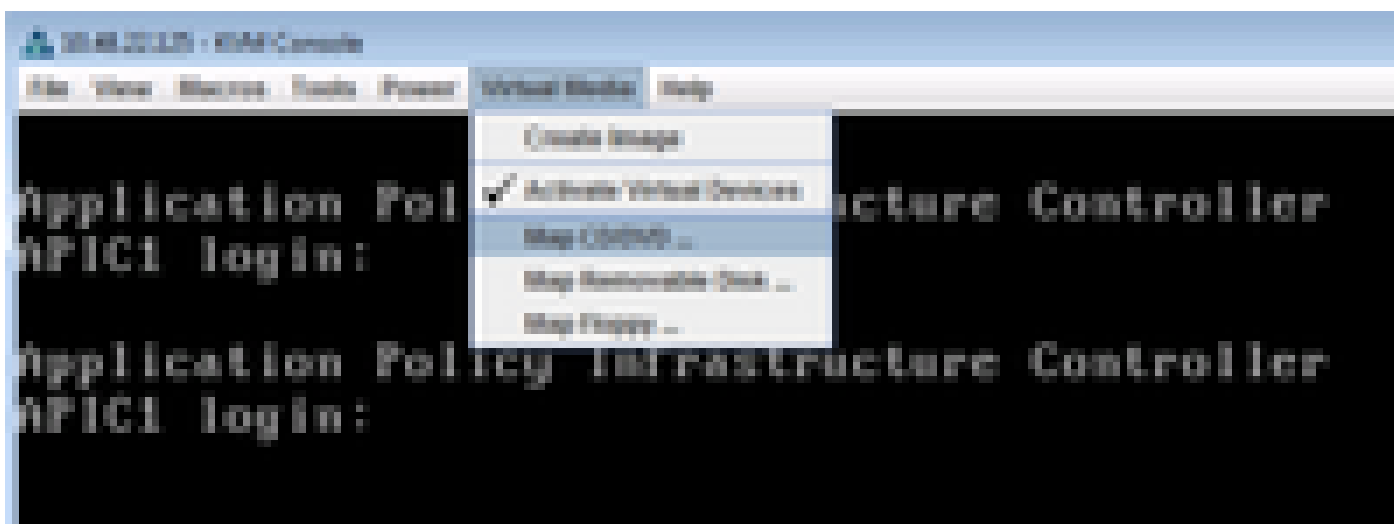 KVM Console
File View Macros Tools Power Virtual Media Help
Create Image
Activate Virtual Devices
Map CD/DVD ...
Map Removable Disk ...
Map Floppy ...
Application Pol icture Controller
APIC1 login:
Application Policy Infrastructure Controller
APIC1 login: